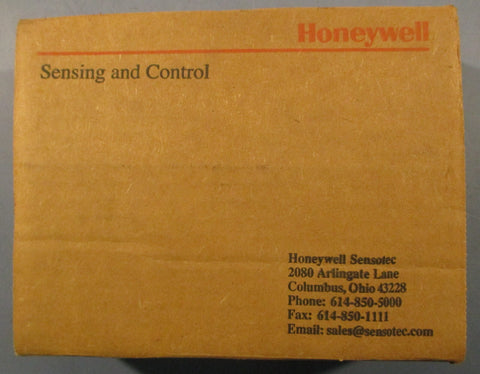 Honeywell
Sensing and Control
Honeywell Sensotec
2080 Arlingate Lane
Columbus, Ohio 43228
Phone: 614-850-5000
Fax: 614-850-1111
Email: sales@sensotec.com